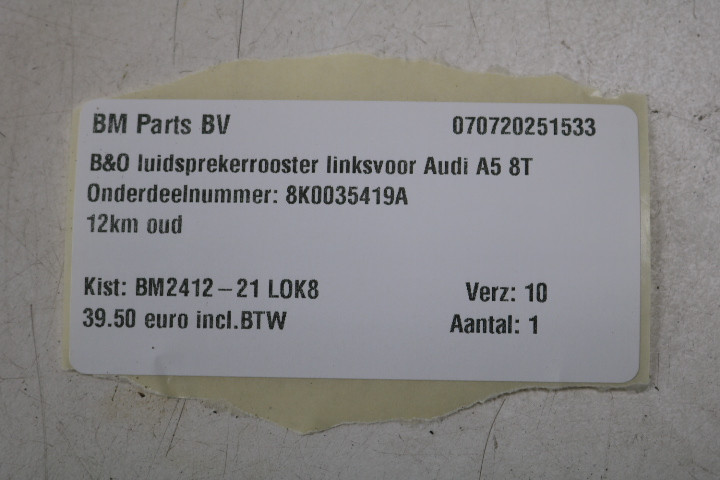 BM Parts BV 070720251533
B&O luidsprekerrooster linksvoor Audi A5 8T
Onderdeelnummer: 8K0035419A
12km oud
Kist: BM2412-21 LOK8 Verz: 10
39.50 euro incl.BTW Aantal: 1